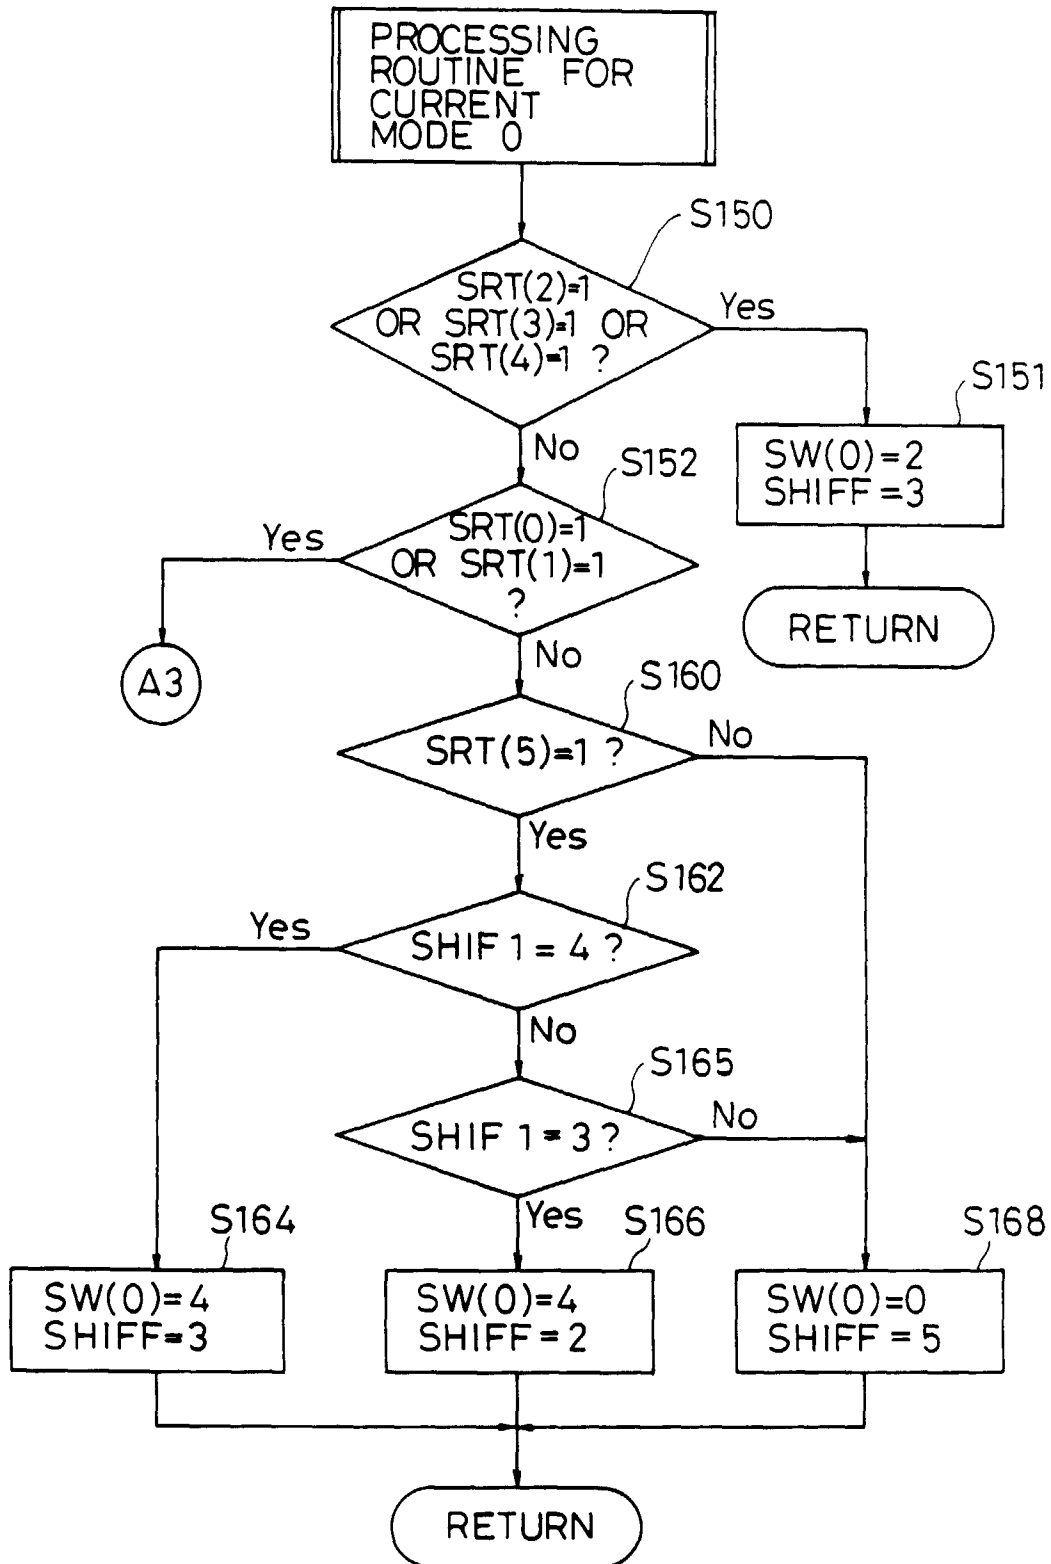 PROCESSING
ROUTINE FOR
CURRENT
MODE 0
S150
SRT(2)=1
OR SRT(3)=1 OR
SRT(4)=1 ?
Yes
S151
SW(0)=2
SHIFF=3
RETURN
No
S152
SRT(0)=1
OR SRT(1)=1
?
Yes
Δ3
No
S160
SRT(5)=1 ?
No
Yes
S162
SHIF 1 = 4 ?
Yes
No
S165
SHIF 1 = 3 ?
No
Yes
S164
SW(0)=4
SHIFF=3
S166
SW(0)=4
SHIFF = 2
S168
SW(0)=0
SHIFF = 5
RETURN